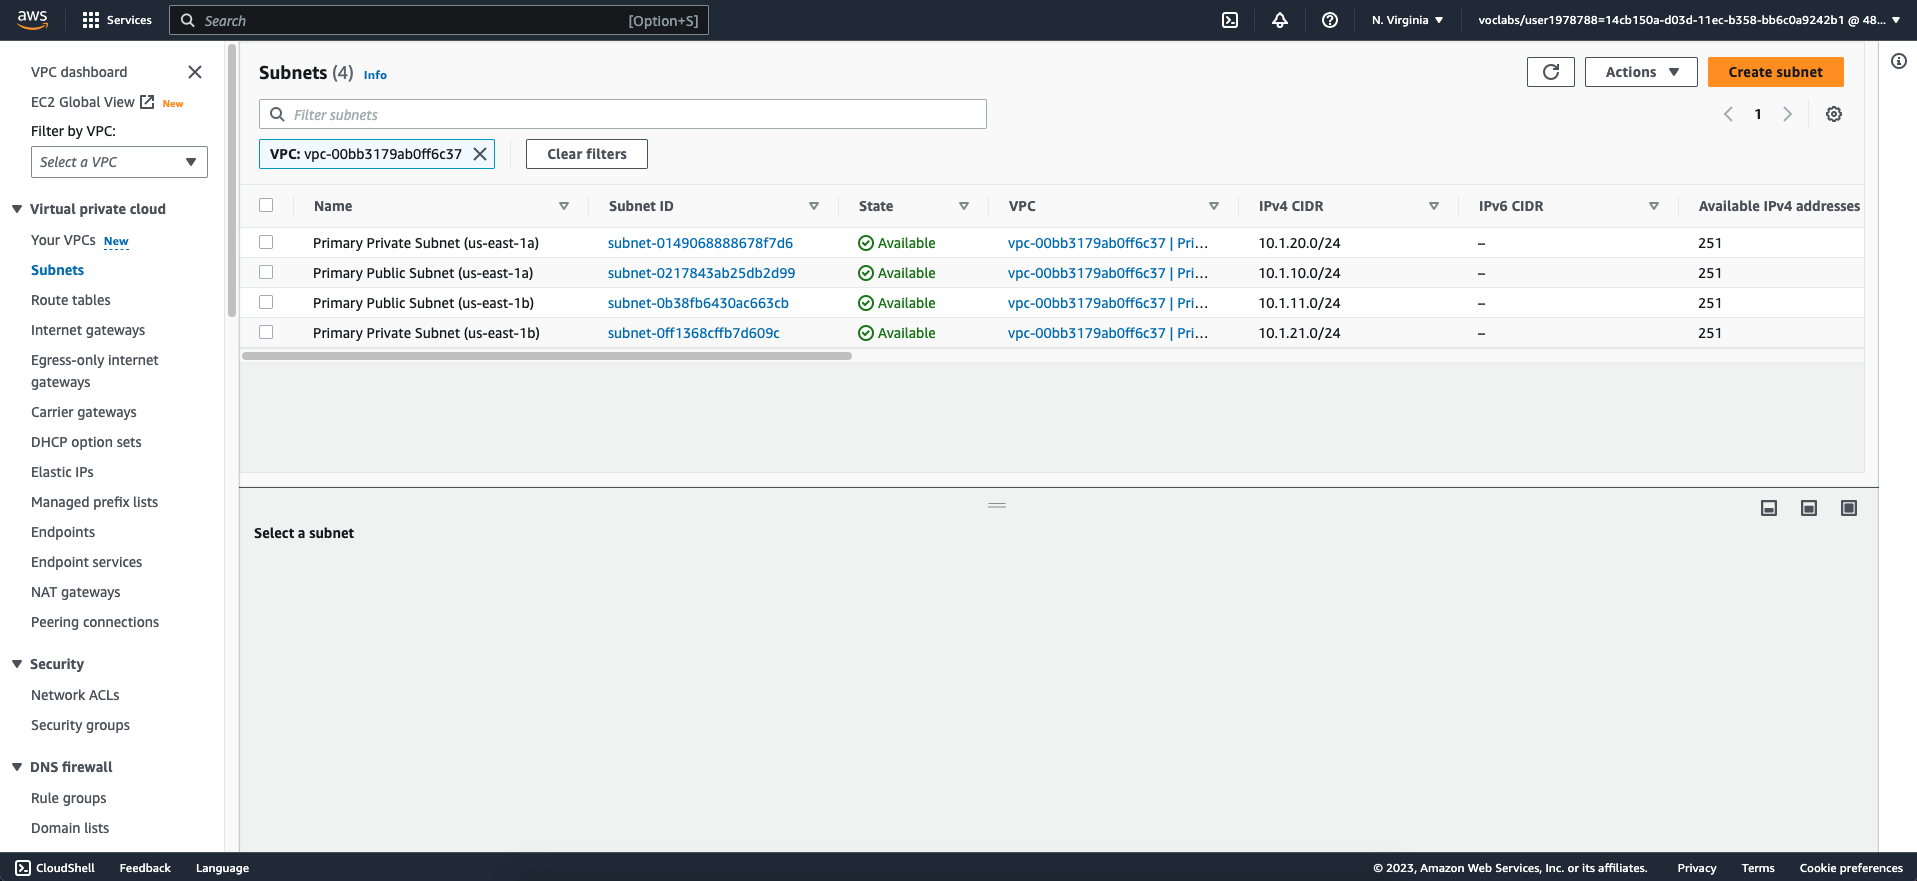 aws
Services
Search [Option+S]
N. Virginia
voclabs/user1978788=14cb150a-d03d-11ec-b358-bb6c0a9242b1 @ 48...
VPC dashboard
EC2 Global View New
Filter by VPC:
Select a VPC
Virtual private cloud
Your VPCs New
Subnets
Route tables
Internet gateways
Egress-only internet
gateways
Carrier gateways
DHCP option sets
Elastic IPs
Managed prefix lists
Endpoints
Endpoint services
NAT gateways
Peering connections
Security
Network ACLs
Security groups
DNS firewall
Rule groups
Domain lists
Subnets (4) Info
Actions
Create subnet
Filter subnets
1
VPC: vpc-00bb3179ab0ff6c37
Clear filters
Name Subnet ID State VPC IPv4 CIDR IPv6 CIDR Available IPv4 addresses
Primary Private Subnet (us-east-1a) subnet-0149068888678f7d6 Available vpc-00bb3179ab0ff6c37 | Pri... 10.1.20.0/24 – 251
Primary Public Subnet (us-east-1a) subnet-0217843ab25db2d99 Available vpc-00bb3179ab0ff6c37 | Pri... 10.1.10.0/24 – 251
Primary Public Subnet (us-east-1b) subnet-0b38fb6430ac663cb Available vpc-00bb3179ab0ff6c37 | Pri... 10.1.11.0/24 – 251
Primary Private Subnet (us-east-1b) subnet-0ff1368cffb7d609c Available vpc-00bb3179ab0ff6c37 | Pri... 10.1.21.0/24 – 251
Select a subnet
CloudShell Feedback Language
© 2023, Amazon Web Services, Inc. or its affiliates. Privacy Terms Cookie preferences